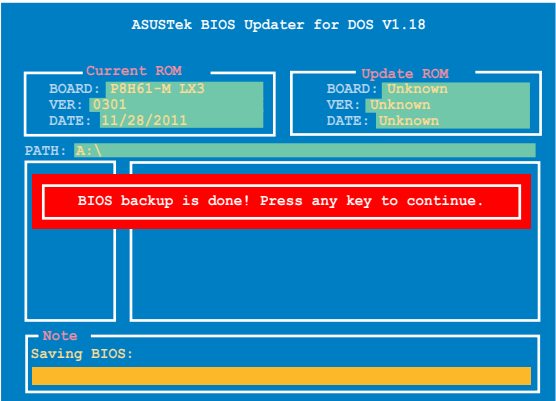 ASUSTek BIOS Updater for DOS V1.18
Current ROM
BOARD: P8H61-M LX3
VER: 0301
DATE: 11/28/2011
Update ROM
BOARD: Unknown
VER: Unknown
DATE: Unknown
PATH: A:\
BIOS backup is done! Press any key to continue.
Note
Saving BIOS: